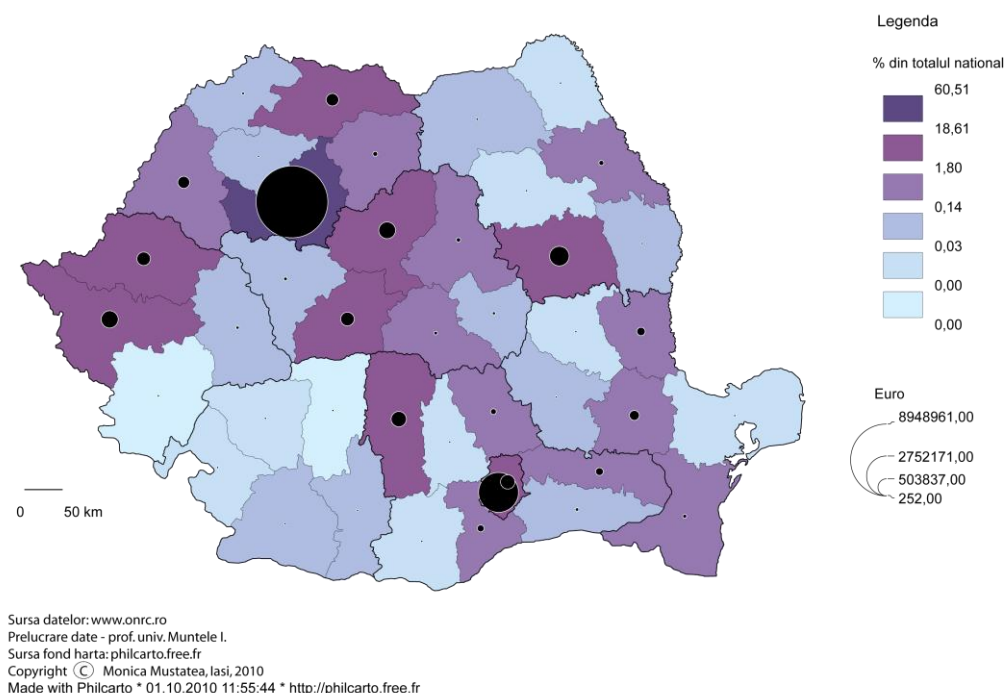 Legenda
% din totalul national
60,51
18,61
1,80
0,14
0,03
0,00
0,00
Euro
8948961,00
2752171,00
503837,00
252,00
0 50 km
Sursa datelor: www.onrc.ro
Prelucrare date - prof. univ. Muntele I.
Sursa fond harta: philcarto.free.fr
Copyright Ⓒ Monica Mustatea, Iasi, 2010
Made with Philcarto * 01.10.2010 11:55:44 * http://philcarto.free.fr